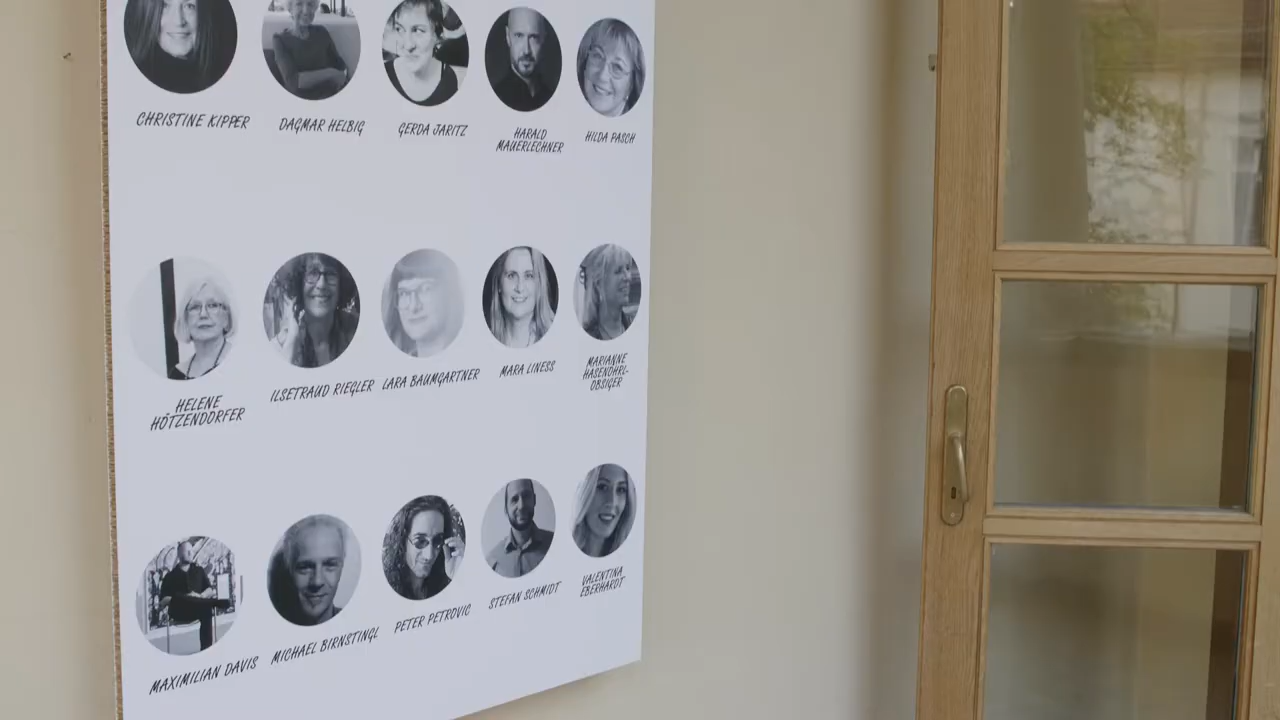 CHRISTINE KIPPER
DAGMAR HELBIG
GERDA JARITZ
HARALD
MAUERLECHNER
HILDA PASCH
HELENE
HÖTZENDORFER
ILSETRAUD RIEGLER
LARA BAUMGARTNER
MARA LINESS
MARIANNE
HASENOHRL-
OBSIGER
MAXIMILIAN DAVIS
MICHAEL BIRNSTINGL
PETER PETROVIC
STEFAN SCHMIDT
VALENTINA
EBERHARDT